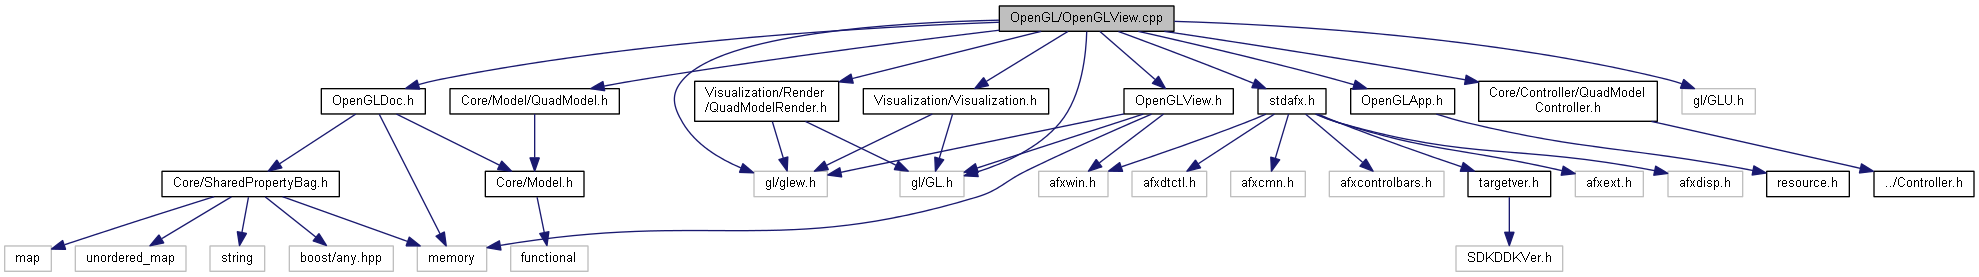 OpenGL/OpenGLView.cpp
OpenGLDoc.h
Core/Model/QuadModel.h
Visualization/Render
/QuadModelRender.h
Visualization/Visualization.h
OpenGLView.h
stdafx.h
OpenGLApp.h
Core/Controller/QuadModel
Controller.h
gl/GLU.h
Core/SharedPropertyBag.h
Core/Model.h
gl/glew.h
gl/GL.h
afxwin.h
afxdtctl.h
afxcmn.h
afxcontrolbars.h
targetver.h
afxext.h
afxdisp.h
resource.h
../Controller.h
map
unordered_map
string
boost/any.hpp
memory
functional
SDKDDKVer.h